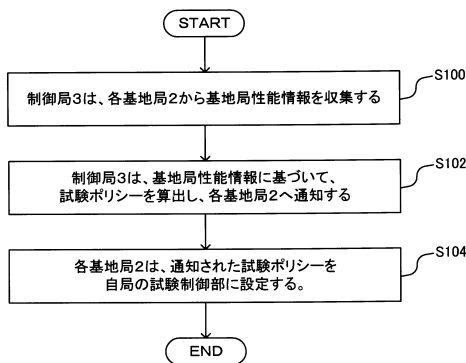 START
制御局3は、各基地局2から基地局性能情報を収集する
S100
制御局3は、基地局性能情報に基づいて、
試験ポリシーを算出し、各基地局2へ通知する
S102
各基地局2は、通知された試験ポリシーを
自局の試験制御部に設定する。
S104
END